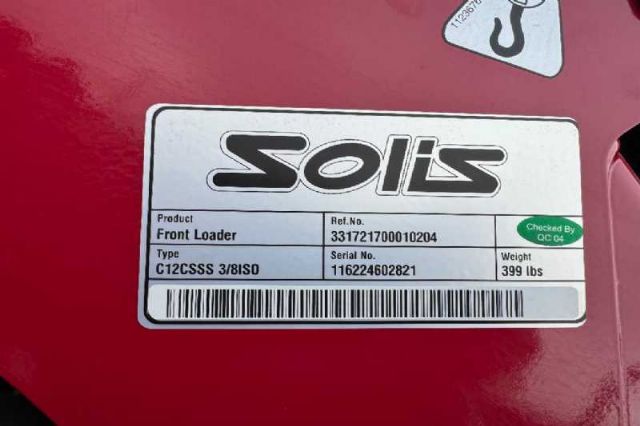 1123676
Solis
Product
Front Loader
Ref.No.
331721700010204
Checked By
QC 04
Type
C12CSSS 3/8ISO
Serial No.
116224602821
Weight
399 lbs